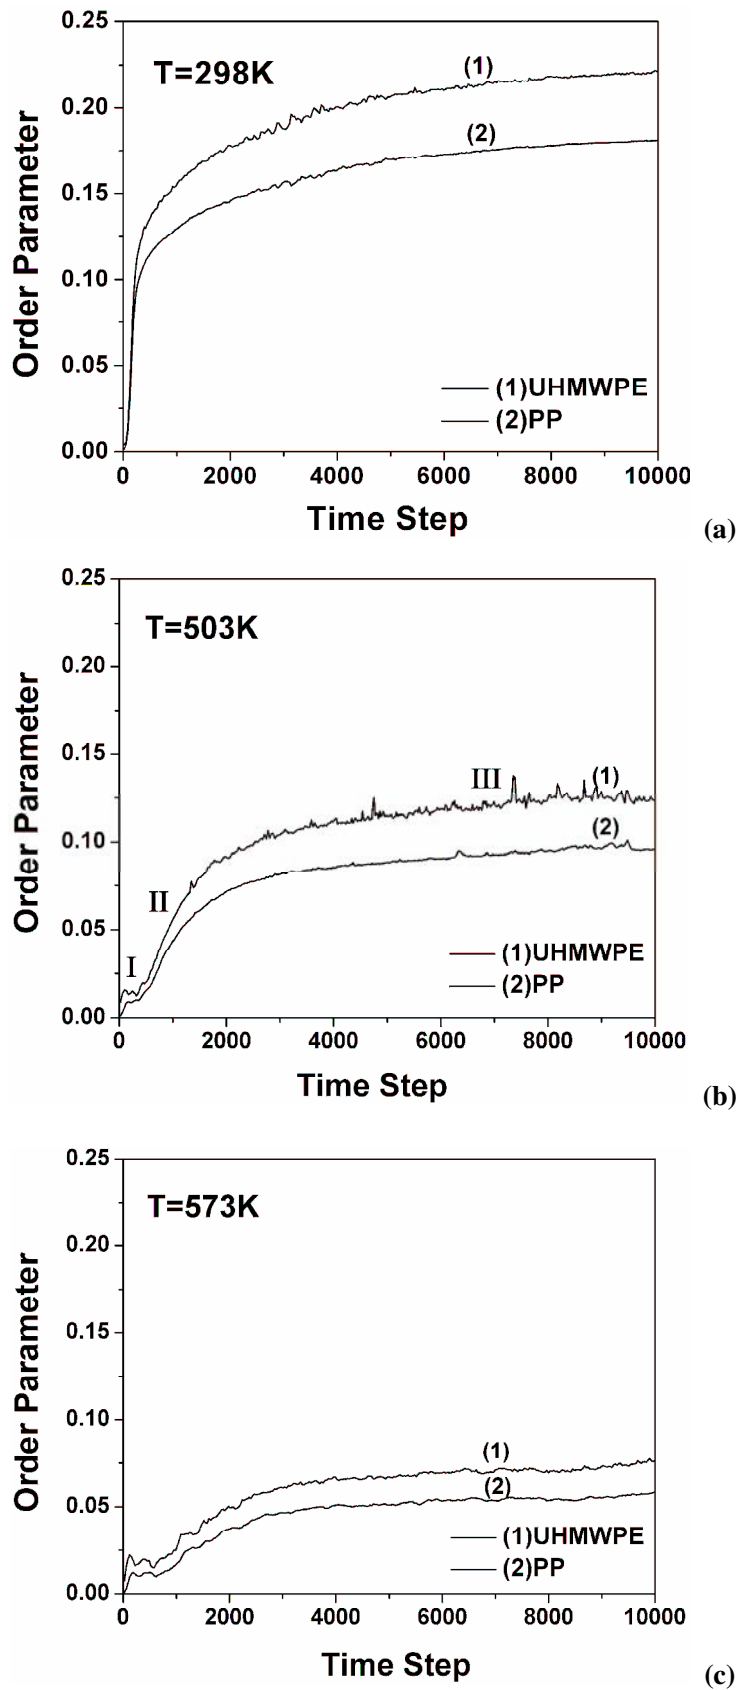 0.25
T=298K
(1)
0.20
(2)
0.15
0.10
0.05
(1)UHMWPE
(2)PP
0.00
0 2000 4000 6000 8000 10000
Order Parameter
Time Step
(a)
0.25
T=503K
0.20
0.15
III (1)
0.10
(2)
II
0.05
I
(1)UHMWPE
(2)PP
0.00
0 2000 4000 6000 8000 10000
Order Parameter
Time Step
(b)
0.25
T=573K
0.20
0.15
0.10
(1)
(2)
0.05
(1)UHMWPE
(2)PP
0.00
0 2000 4000 6000 8000 10000
Order Parameter
Time Step
(c)